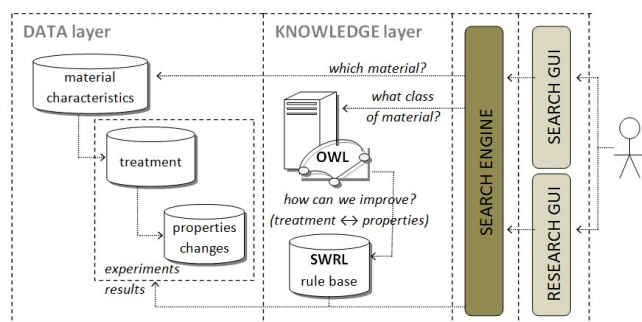 DATA layer
KNOWLEDGE layer
material
characteristics
which material?
what class
of material?
treatment
OWL
how can we improve?
(treatment ↔ properties)
properties
changes
SWRL
rule base
experiments
results
SEARCH ENGINE
SEARCH GUI
RESEARCH GUI